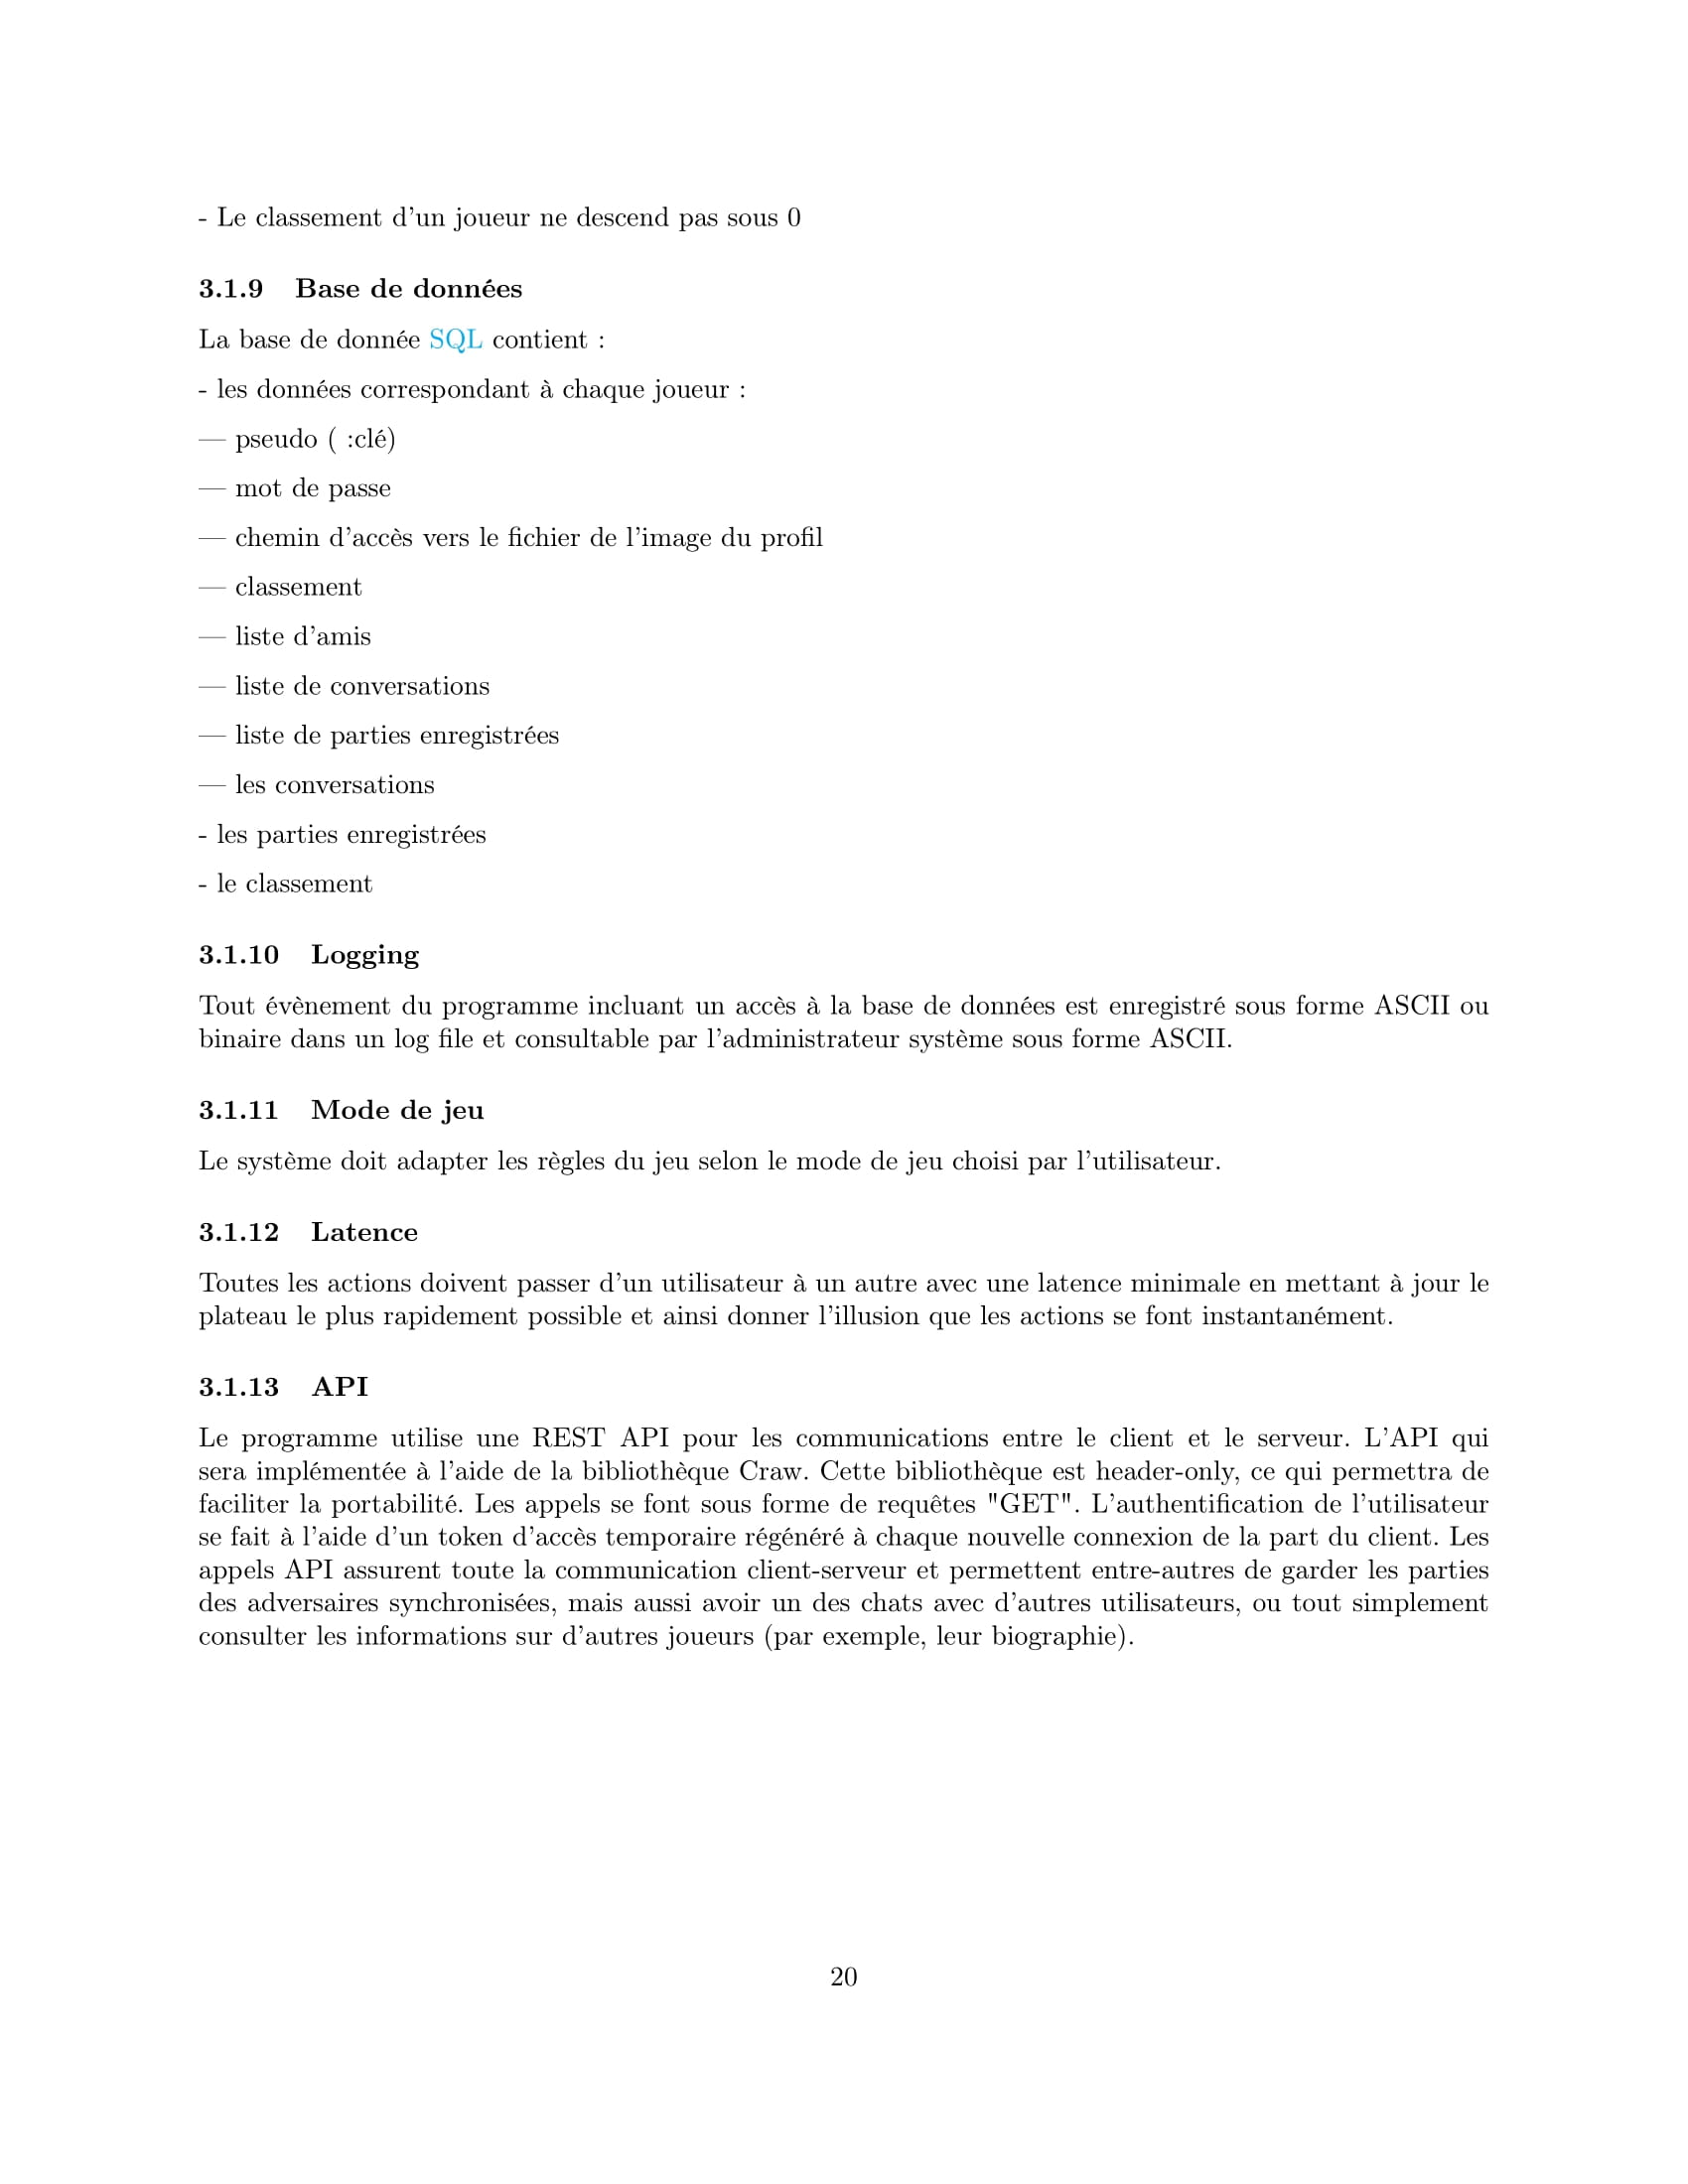 - Le classement d'un joueur ne descend pas sous 0
3.1.9 Base de données
La base de donnée SQL contient :
- les données correspondant à chaque joueur :
— pseudo ( :clé)
— mot de passe
— chemin d'accès vers le fichier de l'image du profil
— classement
— liste d'amis
— liste de conversations
— liste de parties enregistrées
— les conversations
- les parties enregistrées
- le classement
3.1.10 Logging
Tout évènement du programme incluant un accès à la base de données est enregistré sous forme ASCII ou
binaire dans un log file et consultable par l'administrateur système sous forme ASCII.
3.1.11 Mode de jeu
Le système doit adapter les règles du jeu selon le mode de jeu choisi par l'utilisateur.
3.1.12 Latence
Toutes les actions doivent passer d'un utilisateur à un autre avec une latence minimale en mettant à jour le
plateau le plus rapidement possible et ainsi donner l'illusion que les actions se font instantanément.
3.1.13 API
Le programme utilise une REST API pour les communications entre le client et le serveur. L'API qui
sera implémentée à l'aide de la bibliothèque Craw. Cette bibliothèque est header-only, ce qui permettra de
faciliter la portabilité. Les appels se font sous forme de requêtes "GET". L'authentification de l'utilisateur
se fait à l'aide d'un token d'accès temporaire régénéré à chaque nouvelle connexion de la part du client. Les
appels API assurent toute la communication client-serveur et permettent entre-autres de garder les parties
des adversaires synchronisées, mais aussi avoir un des chats avec d'autres utilisateurs, ou tout simplement
consulter les informations sur d'autres joueurs (par exemple, leur biographie).
20